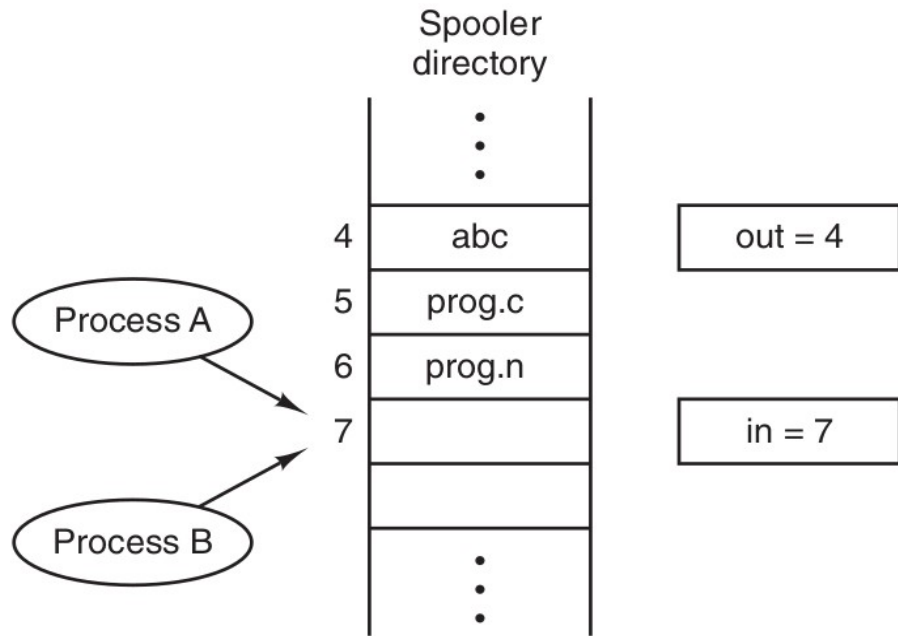 Spooler
directory
4 abc out = 4
Process A
5 prog.c
6 prog.n
7 in = 7
Process B